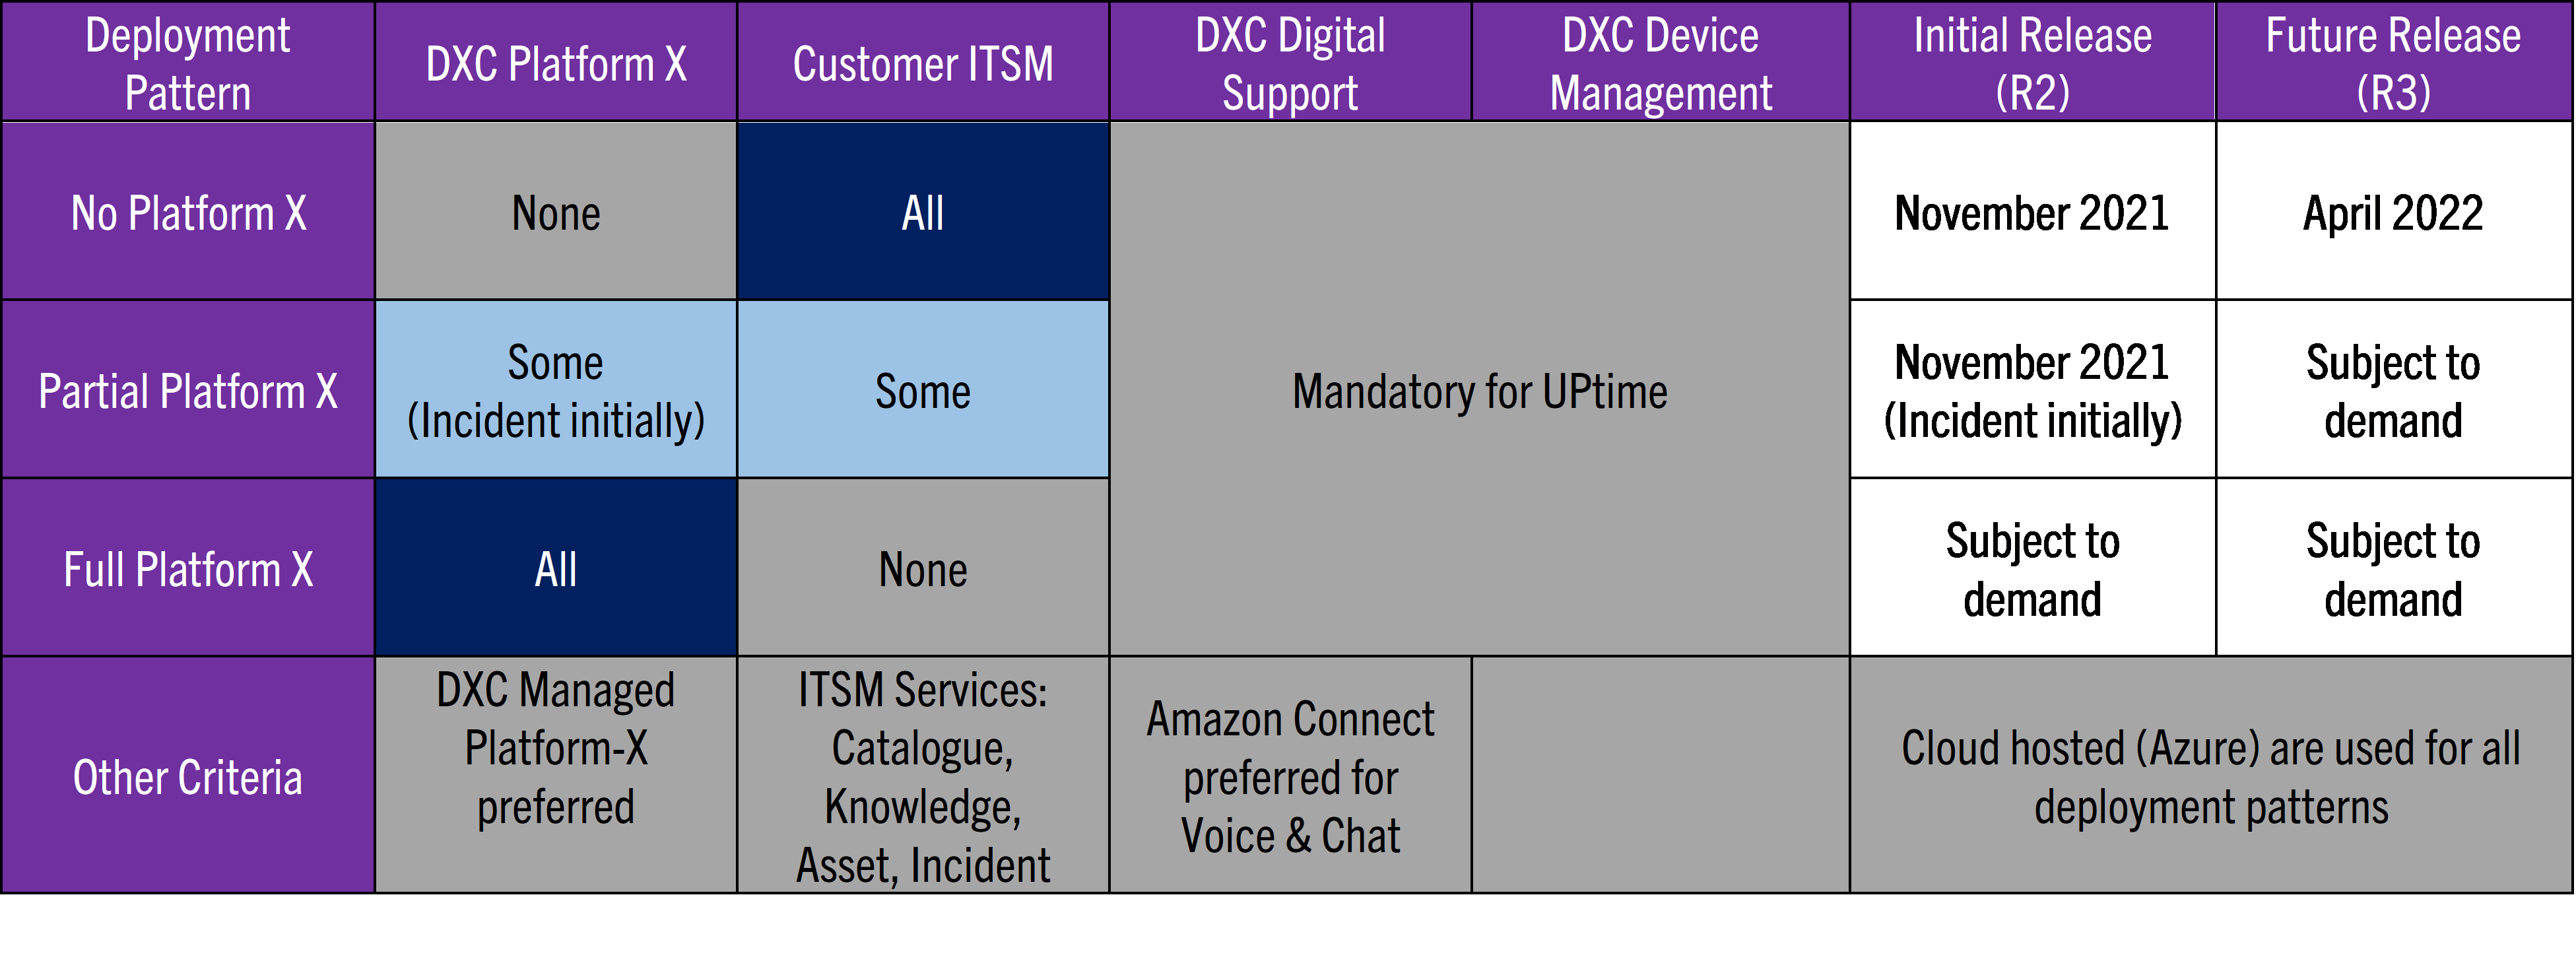 Deployment
Pattern
DXC Platform X
Customer ITSM
DXC Digital
Support
DXC Device
Management
Initial Release
(R2)
Future Release
(R3)
No Platform X
None
All
Mandatory for UPtime
November 2021
April 2022
Partial Platform X
Some
(Incident initially)
Some
November 2021
(Incident initially)
Subject to
demand
Full Platform X
All
None
Subject to
demand
Subject to
demand
Other Criteria
DXC Managed
Platform-X
preferred
ITSM Services:
Catalogue,
Knowledge,
Asset, Incident
Amazon Connect
preferred for
Voice & Chat
Cloud hosted (Azure) are used for all
deployment patterns